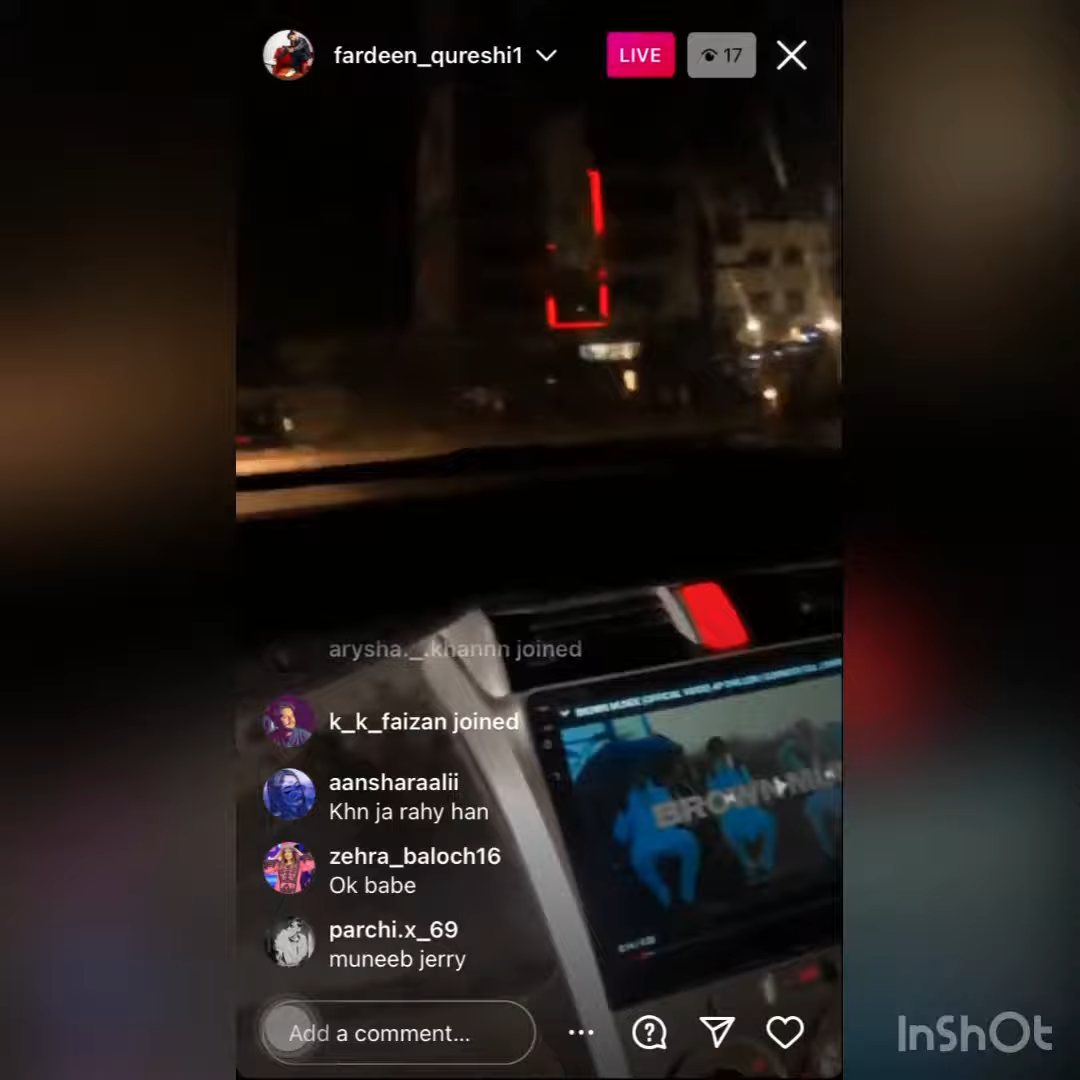 fardeen_qureshi1
LIVE
17
arysha._.khannn joined
k_k_faizan joined
aansharaalii
Khn ja rahy han
zehra_baloch16
Ok babe
parchi.x_69
muneeb jerry
Add a comment...
BROWN
InShOt